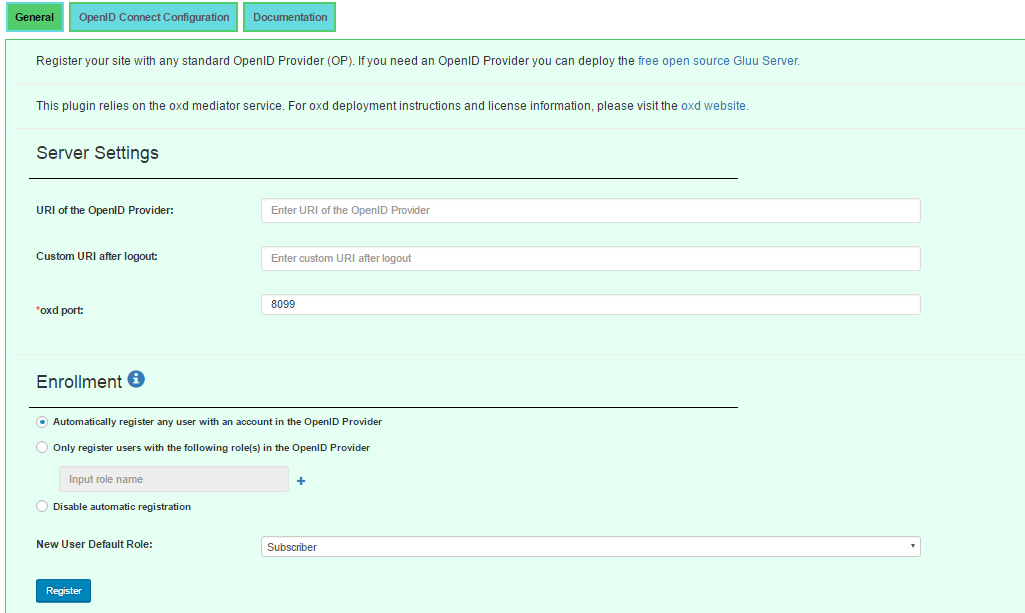 General OpenID Connect Configuration Documentation
Register your site with any standard OpenID Provider (OP). If you need an OpenID Provider you can deploy the free open source Gluu Server.
This plugin relies on the oxd mediator service. For oxd deployment instructions and license information, please visit the oxd website.
Server Settings
URI of the OpenID Provider: Enter URI of the OpenID Provider
Custom URI after logout: Enter custom URI after logout
*oxd port: 8099
Enrollment
Automatically register any user with an account in the OpenID Provider
Only register users with the following role(s) in the OpenID Provider
Input role name +
Disable automatic registration
New User Default Role: Subscriber
Register